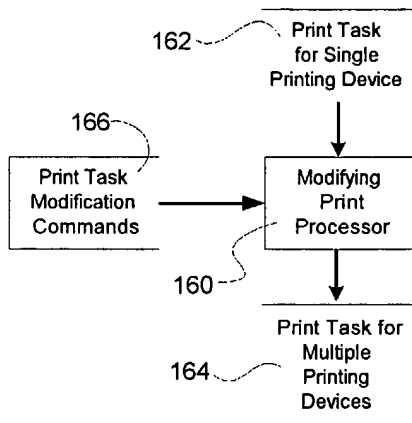 Print Task
for Single
Printing Device
162
166
Print Task
Modification
Commands
Modifying
Print
Processor
160
Print Task for
Multiple
Printing
Devices
164